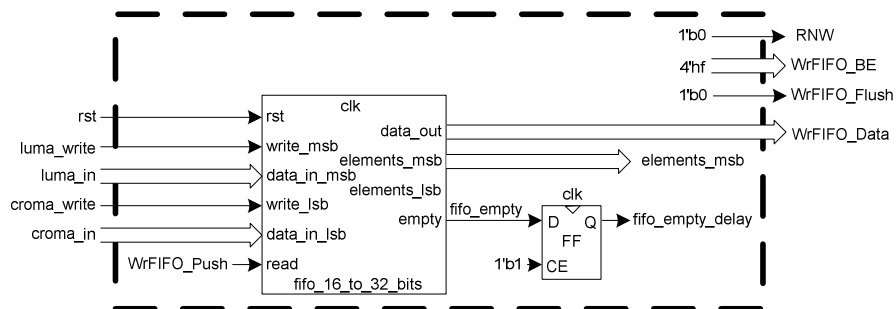 1'b0 RNW
4'hf WrFIFO_BE
1'b0 WrFIFO_Flush
clk
rst rst
data_out WrFIFO_Data
luma_write write_msb
elements_msb elements_msb
luma_in data_in_msb
elements_lsb clk
croma_write write_lsb
empty fifo_empty D Q fifo_empty_delay
croma_in data_in_lsb
FF
WrFIFO_Push read
1'b1 CE
fifo_16_to_32_bits